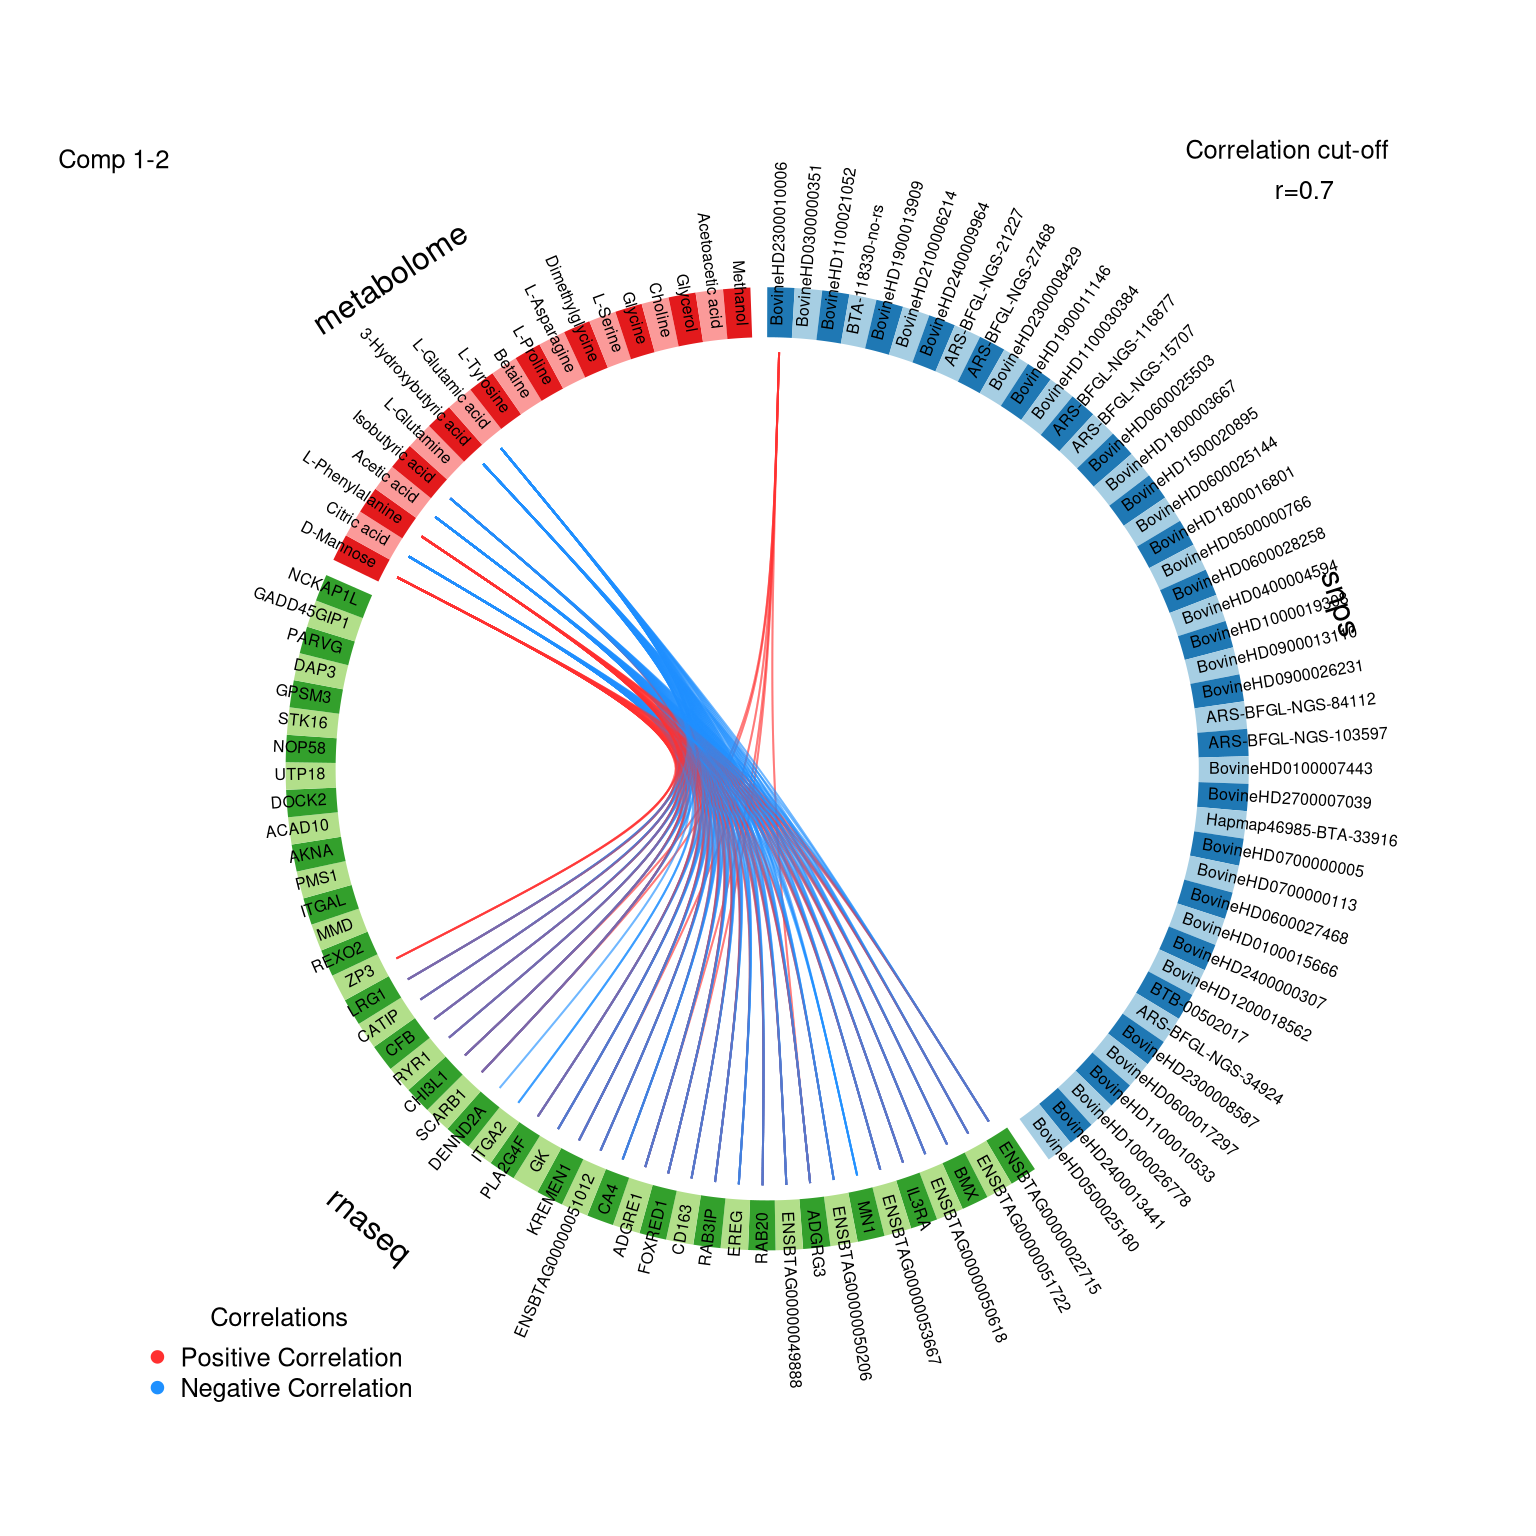 Comp 1-2
Correlation cut-off
r=0.7
metabolome
Methanol
Acetoacetic acid
Glycerol
Choline
Glycine
L-Serine
Dimethylglycine
L-Asparagine
L-Proline
Betaine
L-Tyrosine
L-Glutamic acid
3-Hydroxybutyric acid
L-Glutamine
Isobutyric acid
Acetic acid
L-Phenylalanine
Citric acid
D-Mannose
snps
BovineHD2300010006
BovineHD0300000351
BovineHD1100021052
BTA-118330-no-rs
BovineHD1900013909
BovineHD2100006214
BovineHD2400009964
ARS-BFGL-NGS-21227
ARS-BFGL-NGS-27468
BovineHD2300008429
BovineHD1900011146
BovineHD1100030384
ARS-BFGL-NGS-116877
ARS-BFGL-NGS-15707
BovineHD0600025503
BovineHD1800003667
BovineHD1500020895
BovineHD0600025144
BovineHD1800016801
BovineHD0500000766
BovineHD0600028258
BovineHD0400004594
BovineHD0900026231
ARS-BFGL-NGS-84112
ARS-BFGL-NGS-103597
BovineHD0100007443
BovineHD2700007039
Hapmap46985-BTA-33916
BovineHD0700000005
BovineHD0700000113
BovineHD0600027468
BovineHD0100015666
BovineHD2400000307
BovineHD1200018562
BTB-00502017
ARS-BFGL-NGS-34924
BovineHD2300008587
BovineHD0600017297
BovineHD1100010533
BovineHD1000026778
BovineHD2400013441
BovineHD0500025180
rnaseq
NCKAP1L
GADD45GIP1
PARVG
DAP3
GPSM3
STK16
NOP58
UTP18
DOCK2
ACAD10
AKNA
PMS1
ITGAL
MMD
REXO2
ZP3
LRG1
CATIP
CFB
RYR1
CHI3L1
SCARB1
DENND2A
ITGA2
PLA2G4F
GK
KREMEN1
ENSBTAG00000051012
CA4
ADGRE1
FOXRED1
CD163
RAB3IP
EREG
RAB20
ENSBTAG00000049888
ADGRG3
ENSBTAG00000050206
MN1
ENSBTAG00000053667
IL3RA
ENSBTAG00000050618
BMX
ENSBTAG00000051722
ENSBTAG00000022715
Correlations
Positive Correlation
Negative Correlation